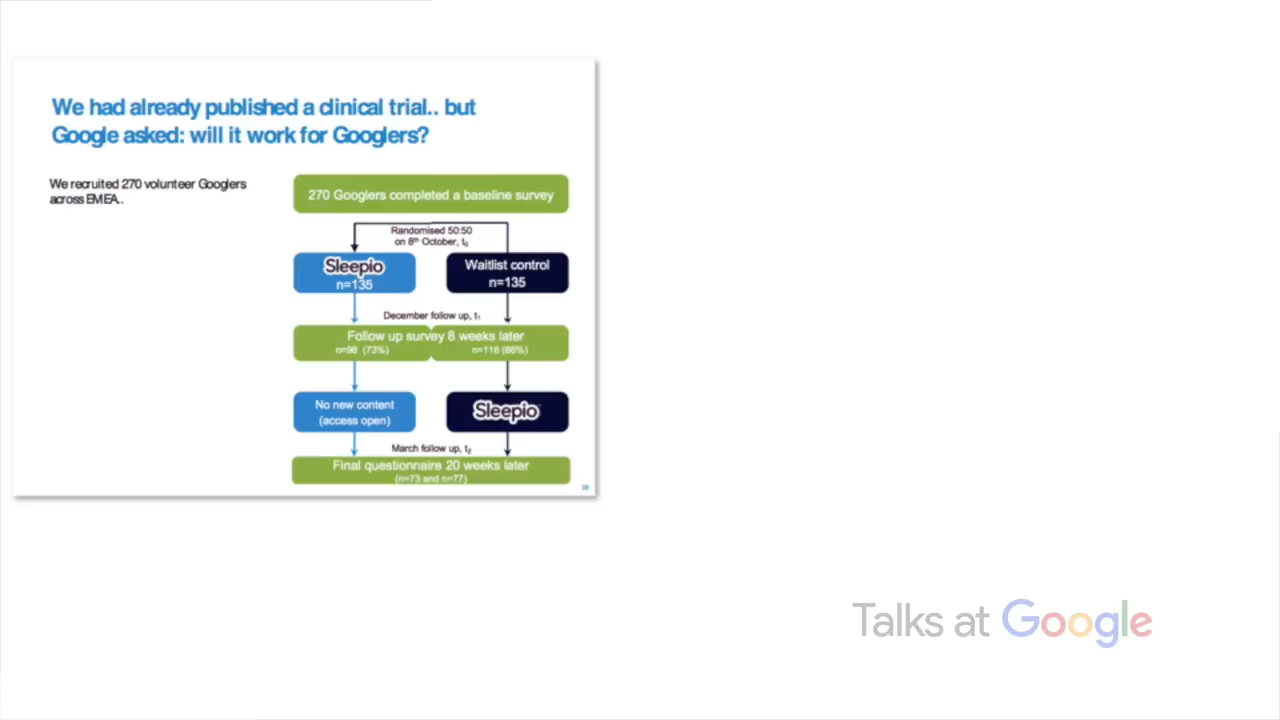 We had already published a clinical trial.. but
Google asked: will it work for Googlers?
We recruited 270 volunteer Googlers
across EMEA..
270 Googlers completed a baseline survey
Randomised 50:50
on 8th October, t0
Sleepio
n=135
Waitlist control
n=135
December follow up, t1
Follow up survey 8 weeks later
n=98 (73%)
n=116 (86%)
No new content
(access open)
Sleepio
March follow up, t2
Final questionnaire 20 weeks later
(n=73 and n=77)
Talks at Google